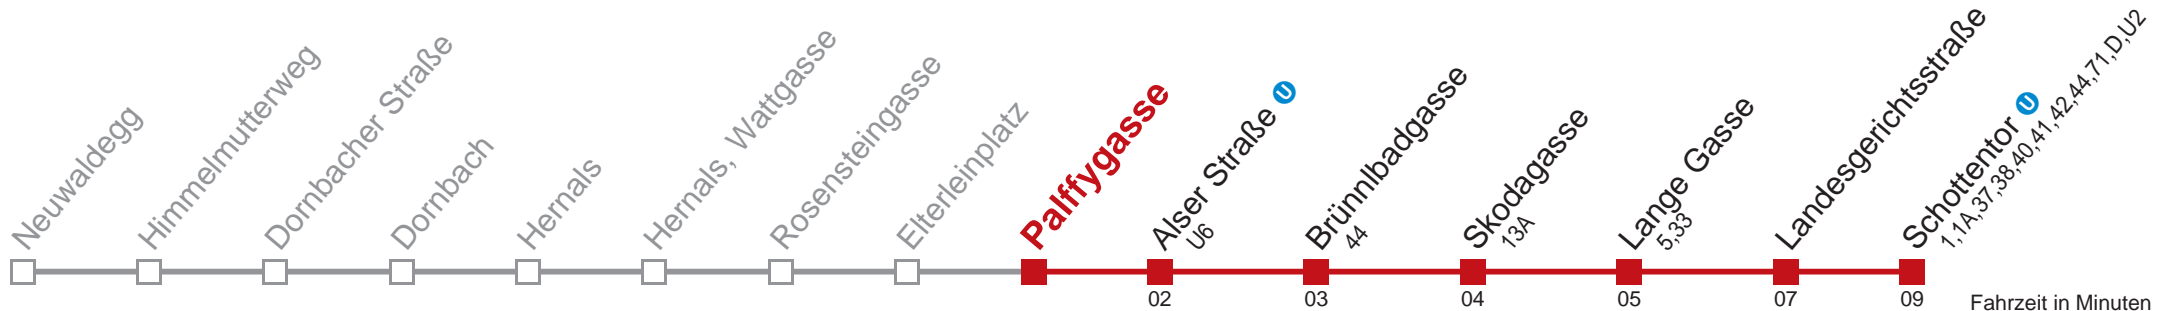 Neuwaldegg
Himmelmutterweg
Dornbacher Straße
Dornbach
Hernals
Hernals, Wattgasse
Rosensteingasse
Elterleinplatz
Palffygasse
Alser Straße U
U6
Brünnlbadgasse
44
Skodagasse
13A
Lange Gasse
5,33
Landesgerichtsstraße
Schottentor U
1,1A,37,38,40,41,42,44,71,D,U2
02
03
04
05
07
09
Fahrzeit in Minuten